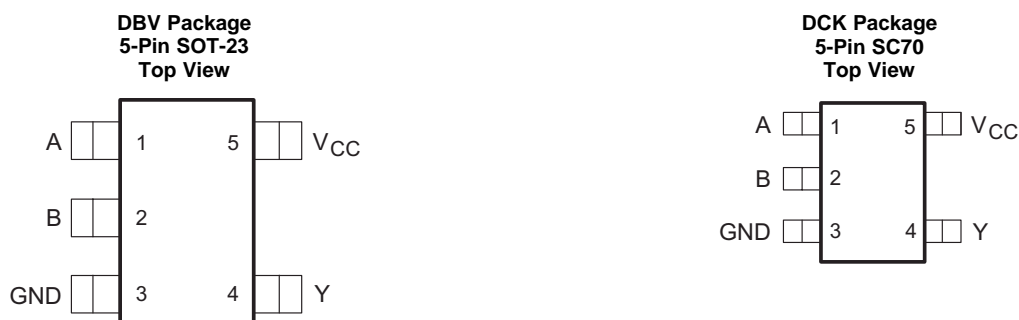 DBV Package
5-Pin SOT-23
Top View
A 1 5 VCC
B 2
GND 3 4 Y
DCK Package
5-Pin SC70
Top View
A 1 5 VCC
B 2
GND 3 4 Y